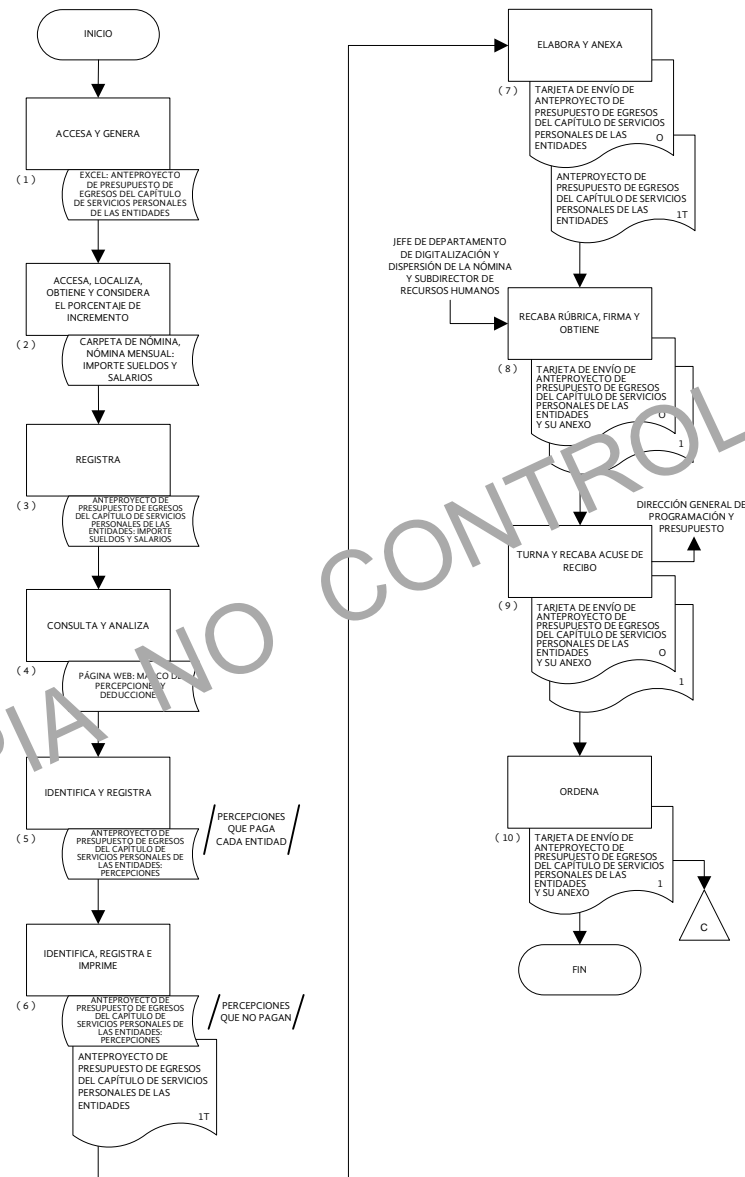 INICIO
ACCESA Y GENERA
(1)
EXCEL: ANTEPROYECTO
DE PRESUPUESTO DE
EGRESOS DEL CAPÍTULO
DE SERVICIOS PERSONALES
DE LAS ENTIDADES
ACCESA, LOCALIZA,
OBTIENE Y CONSIDERA
EL PORCENTAJE DE
INCREMENTO
(2)
CARPETA DE NÓMINA,
NÓMINA MENSUAL:
IMPORTE SUELDOS Y
SALARIOS
REGISTRA
(3)
ANTEPROYECTO DE
PRESUPUESTO DE EGRESOS
DEL CAPÍTULO DE SERVICIOS
PERSONALES DE LAS
ENTIDADES: IMPORTE
SUELDOS Y SALARIOS
CONSULTA Y ANALIZA
(4)
PÁGINA WEB: MARCO DE
PERCEPCIONES Y
DEDUCCIONES
IDENTIFICA Y REGISTRA
(5)
ANTEPROYECTO DE
PRESUPUESTO DE EGRESOS
DEL CAPÍTULO DE
SERVICIOS PERSONALES DE
LAS ENTIDADES:
PERCEPCIONES
PERCEPCIONES
QUE PAGA
CADA ENTIDAD
IDENTIFICA, REGISTRA E
IMPRIME
(6)
ANTEPROYECTO DE
PRESUPUESTO DE EGRESOS
DEL CAPÍTULO DE
SERVICIOS PERSONALES DE
LAS ENTIDADES:
PERCEPCIONES
PERCEPCIONES
QUE NO PAGAN
ANTEPROYECTO DE
PRESUPUESTO DE EGRESOS
DEL CAPÍTULO DE SERVICIOS
PERSONALES DE LAS
ENTIDADES
1T
ELABORA Y ANEXA
(7)
TARJETA DE ENVÍO DE
ANTEPROYECTO DE
PRESUPUESTO DE EGRESOS
DEL CAPÍTULO DE SERVICIOS
PERSONALES DE LAS
ENTIDADES
O
ANTEPROYECTO DE
PRESUPUESTO DE EGRESOS
DEL CAPÍTULO DE SERVICIOS
PERSONALES DE LAS
ENTIDADES
1T
JEFE DE DEPARTAMENTO
DE DIGITALIZACIÓN Y
DISPERSIÓN DE LA NÓMINA
Y SUBDIRECTOR DE
RECURSOS HUMANOS
RECABA RÚBRICA, FIRMA Y
OBTIENE
(8)
TARJETA DE ENVÍO DE
ANTEPROYECTO DE
PRESUPUESTO DE EGRESOS
DEL CAPÍTULO DE SERVICIOS
PERSONALES DE LAS
ENTIDADES
Y SU ANEXO
O
1
DIRECCIÓN GENERAL DE
PROGRAMACIÓN Y
PRESUPUESTO
TURNA Y RECABA ACUSE DE
RECIBO
(9)
TARJETA DE ENVÍO DE
ANTEPROYECTO DE
PRESUPUESTO DE EGRESOS
DEL CAPÍTULO DE SERVICIOS
PERSONALES DE LAS
ENTIDADES
Y SU ANEXO
O
1
ORDENA
(10)
TARJETA DE ENVÍO DE
ANTEPROYECTO DE
PRESUPUESTO DE EGRESOS
DEL CAPÍTULO DE SERVICIOS
PERSONALES DE LAS
ENTIDADES
Y SU ANEXO
1
C
FIN
PIA NO CONTROL